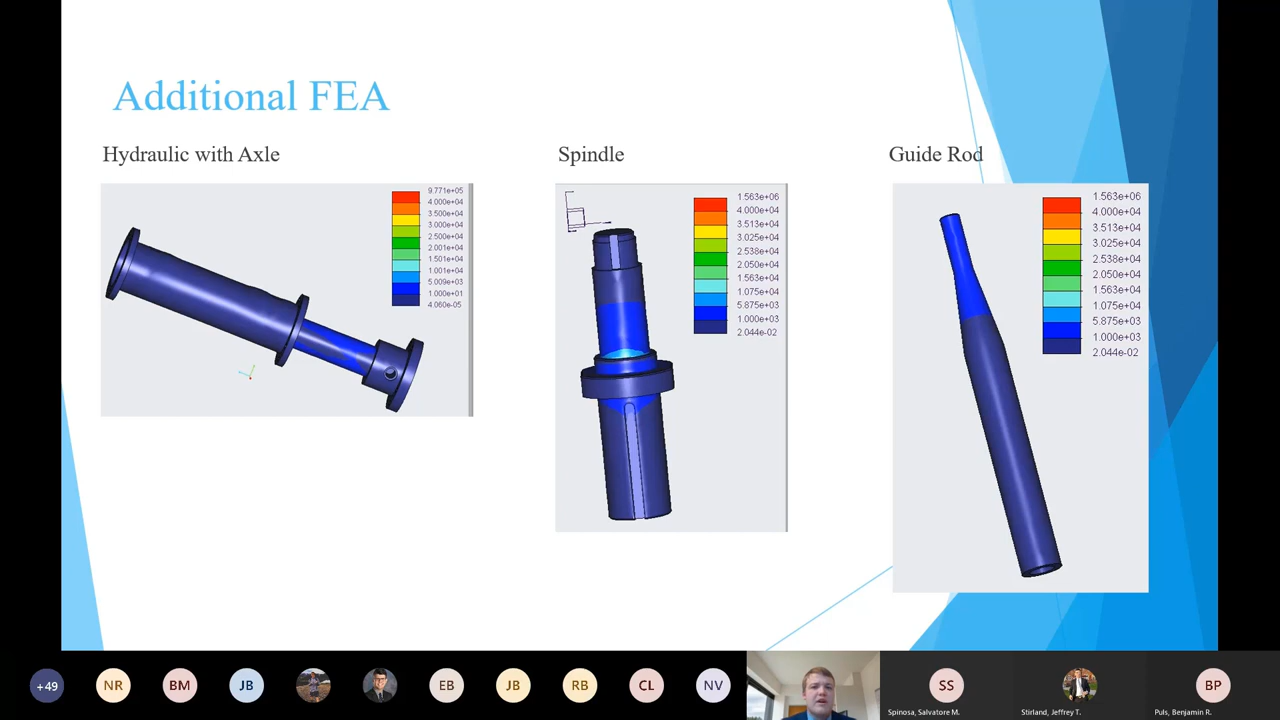 Additional FEA
Hydraulic with Axle
Spindle
Guide Rod
9.771e+05
4.000e+04
3.500e+04
3.000e+04
2.500e+04
2.001e+04
1.501e+04
1.001e+04
5.009e+03
1.000e+01
4.060e-05
1.563e+06
4.000e+04
3.513e+04
3.025e+04
2.538e+04
2.050e+04
1.563e+04
1.075e+04
5.875e+03
1.000e+03
2.044e-02
1.563e+06
4.000e+04
3.513e+04
3.025e+04
2.538e+04
2.050e+04
1.563e+04
1.075e+04
5.875e+03
1.000e+03
2.044e-02
+49
NR
BM
JB
EB
JB
RB
CL
NV
SS
BP
Spinosa, Salvatore M.
Stirland, Jeffrey T.
Puls, Benjamin R.